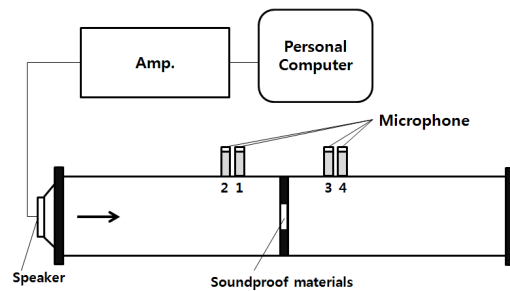 Amp.
Personal
Computer
Microphone
2 1
3 4
Speaker
Soundproof materials